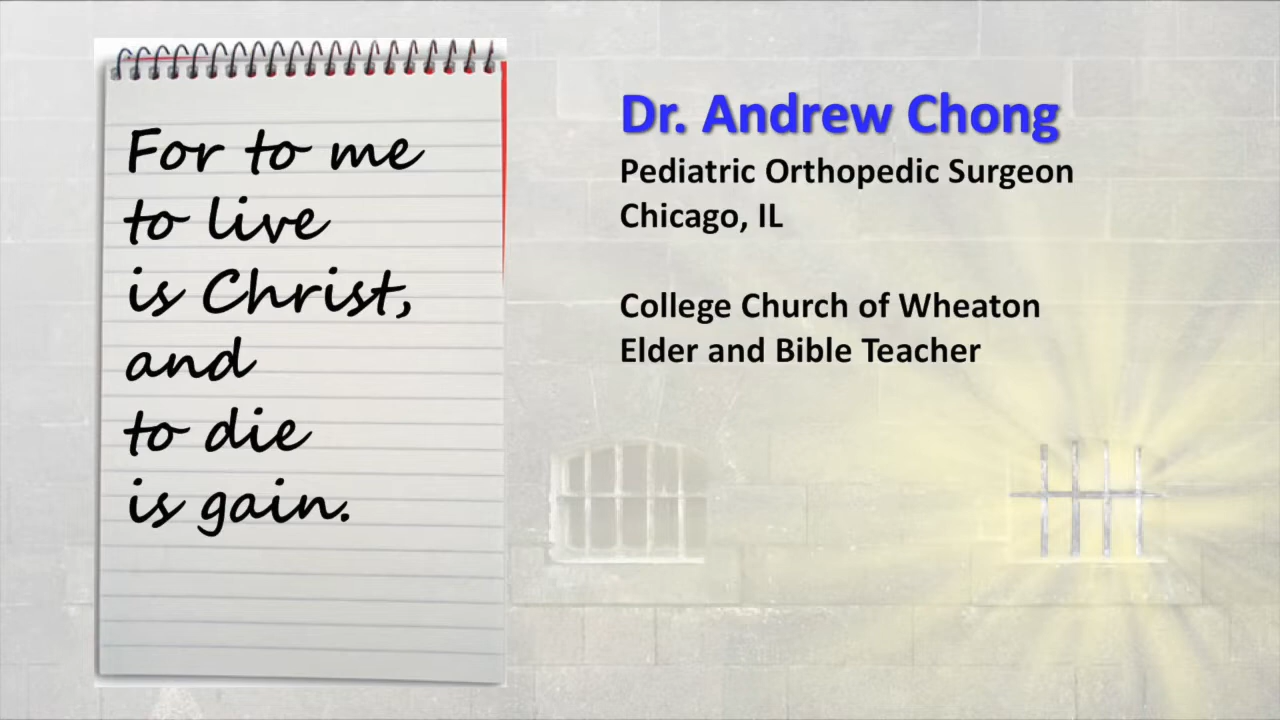 For to me
to live
is Christ,
and
to die
is gain.
Dr. Andrew Chong
Pediatric Orthopedic Surgeon
Chicago, IL
College Church of Wheaton
Elder and Bible Teacher